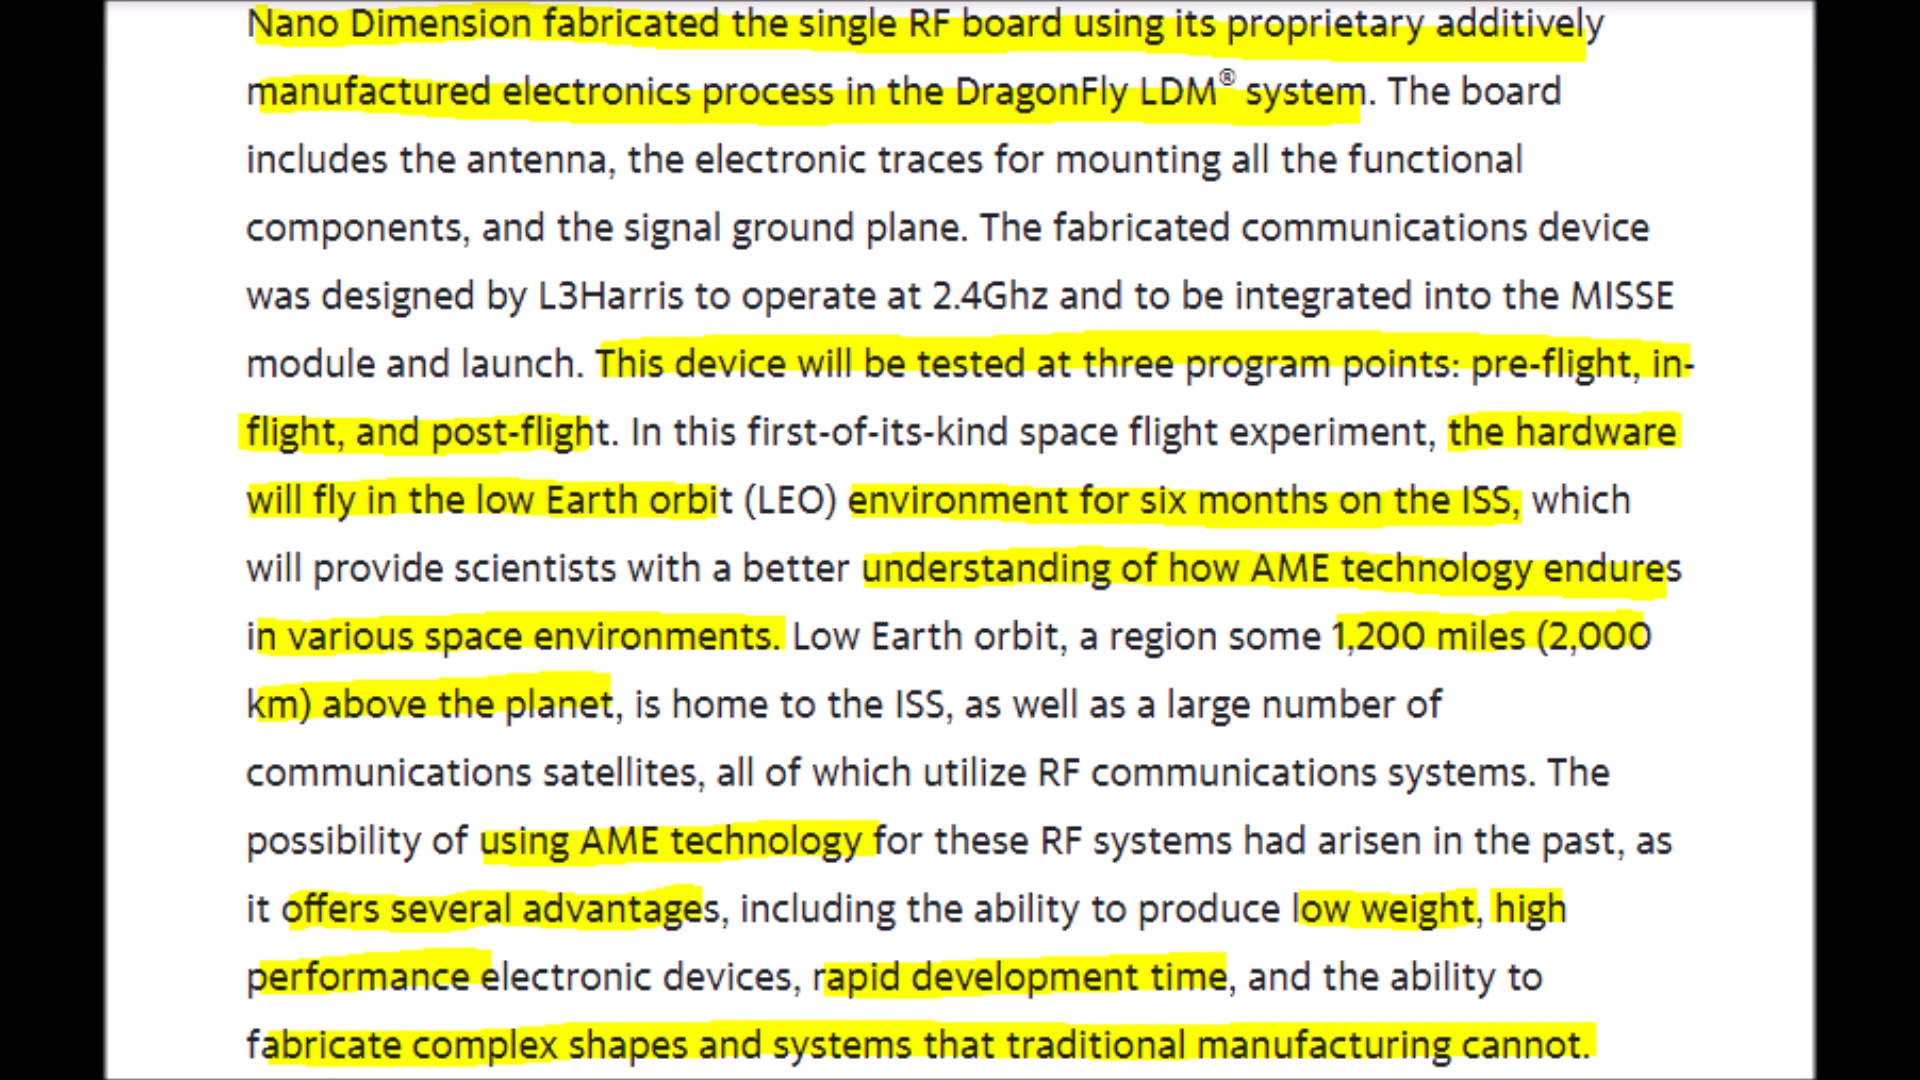 Nano Dimension fabricated the single RF board using its proprietary additively
manufactured electronics process in the DragonFly LDM® system. The board
includes the antenna, the electronic traces for mounting all the functional
components, and the signal ground plane. The fabricated communications device
was designed by L3Harris to operate at 2.4Ghz and to be integrated into the MISSE
module and launch. This device will be tested at three program points: pre-flight, in-
flight, and post-flight. In this first-of-its-kind space flight experiment, the hardware
will fly in the low Earth orbit (LEO) environment for six months on the ISS, which
will provide scientists with a better understanding of how AME technology endures
in various space environments. Low Earth orbit, a region some 1,200 miles (2,000
km) above the planet, is home to the ISS, as well as a large number of
communications satellites, all of which utilize RF communications systems. The
possibility of using AME technology for these RF systems had arisen in the past, as
it offers several advantages, including the ability to produce low weight, high
performance electronic devices, rapid development time, and the ability to
fabricate complex shapes and systems that traditional manufacturing cannot.